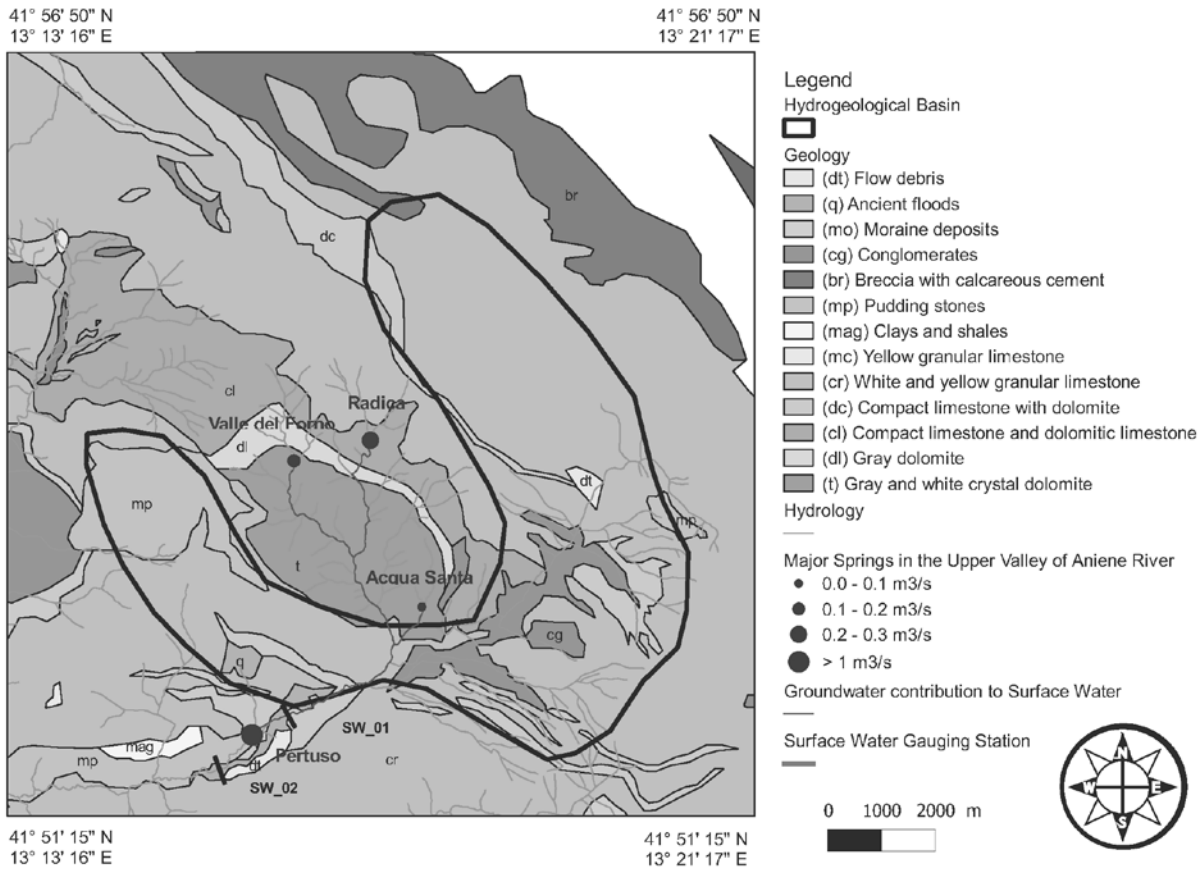 41° 56' 50" N
13° 13' 16" E
41° 56' 50" N
13° 21' 17" E
br
dc
cl
Radica
Valle del Forno
dl
dt
mp
mp
t
Acqua Santa
cg
q
SW_01
mag
Pertuso
mp
dt
cr
SW_02
41° 51' 15" N
13° 13' 16" E
41° 51' 15" N
13° 21' 17" E
Legend
Hydrogeological Basin
Geology
(dt) Flow debris
(q) Ancient floods
(mo) Moraine deposits
(cg) Conglomerates
(br) Breccia with calcareous cement
(mp) Pudding stones
(mag) Clays and shales
(mc) Yellow granular limestone
(cr) White and yellow granular limestone
(dc) Compact limestone with dolomite
(cl) Compact limestone and dolomitic limestone
(dl) Gray dolomite
(t) Gray and white crystal dolomite
Hydrology
Major Springs in the Upper Valley of Aniene River
0.0 - 0.1 m3/s
0.1 - 0.2 m3/s
0.2 - 0.3 m3/s
> 1 m3/s
Groundwater contribution to Surface Water
Surface Water Gauging Station
0 1000 2000 m
N
W E
S